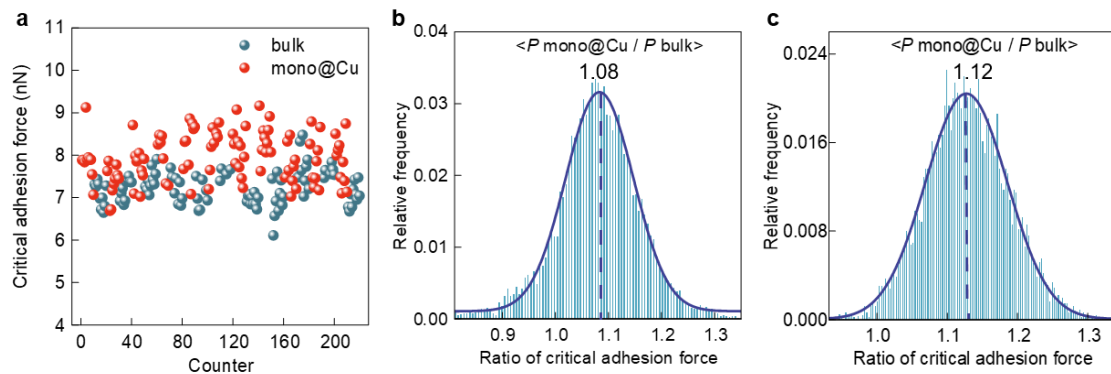 a
bulk
mono@Cu
Critical adhesion force (nN)
10
9
8
7
6
5
4
0 40 80 120 160 200
Counter
b
<P mono@Cu / P bulk>
1.08
Relative frequency
0.04
0.03
0.02
0.01
0.00
0.9 1.0 1.1 1.2 1.3
Ratio of critical adhesion force
c
<P mono@Cu / P bulk>
1.12
Relative frequency
0.024
0.016
0.008
0.000
1.0 1.1 1.2 1.3
Ratio of critical adhesion force